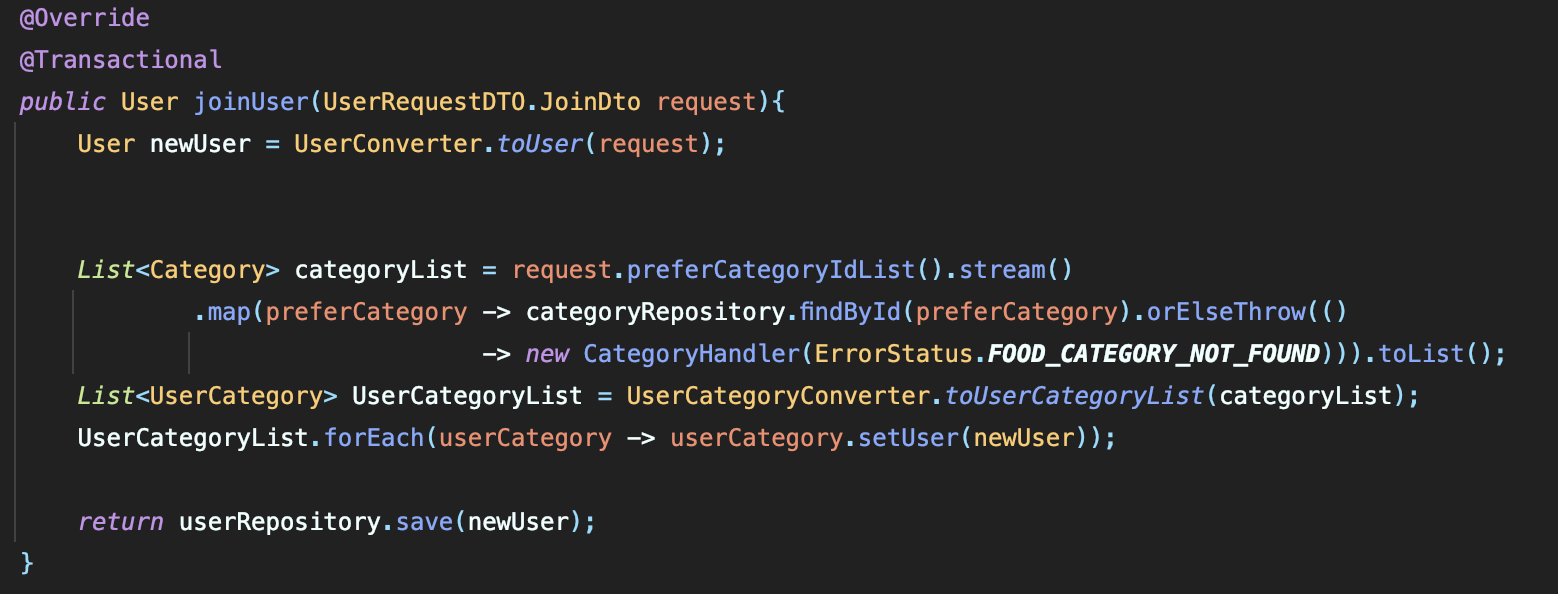 @Override
@Transactional
public User joinUser(UserRequestDTO.JoinDto request){
User newUser = UserConverter.toUser(request);
List<Category> categoryList = request.preferCategoryIdList().stream()
.map(preferCategory -> categoryRepository.findById(preferCategory).orElseThrow(()
-> new CategoryHandler(ErrorStatus.FOOD_CATEGORY_NOT_FOUND))).toList();
List<UserCategory> UserCategoryList = UserCategoryConverter.toUserCategoryList(categoryList);
UserCategoryList.forEach(userCategory -> userCategory.setUser(newUser));
return userRepository.save(newUser);
}